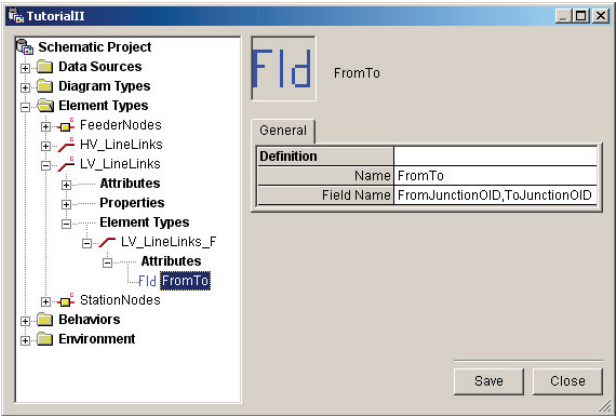 TutorialII
Schematic Project
Data Sources
Diagram Types
Element Types
FeederNodes
HV_LineLinks
LV_LineLinks
Attributes
Properties
Element Types
LV_LineLinks_F
Attributes
Fld FromTo
StationNodes
Behaviors
Environment
Fld FromTo
General
Definition
Name FromTo
Field Name FromJunctionOID,ToJunctionOID
Save Close